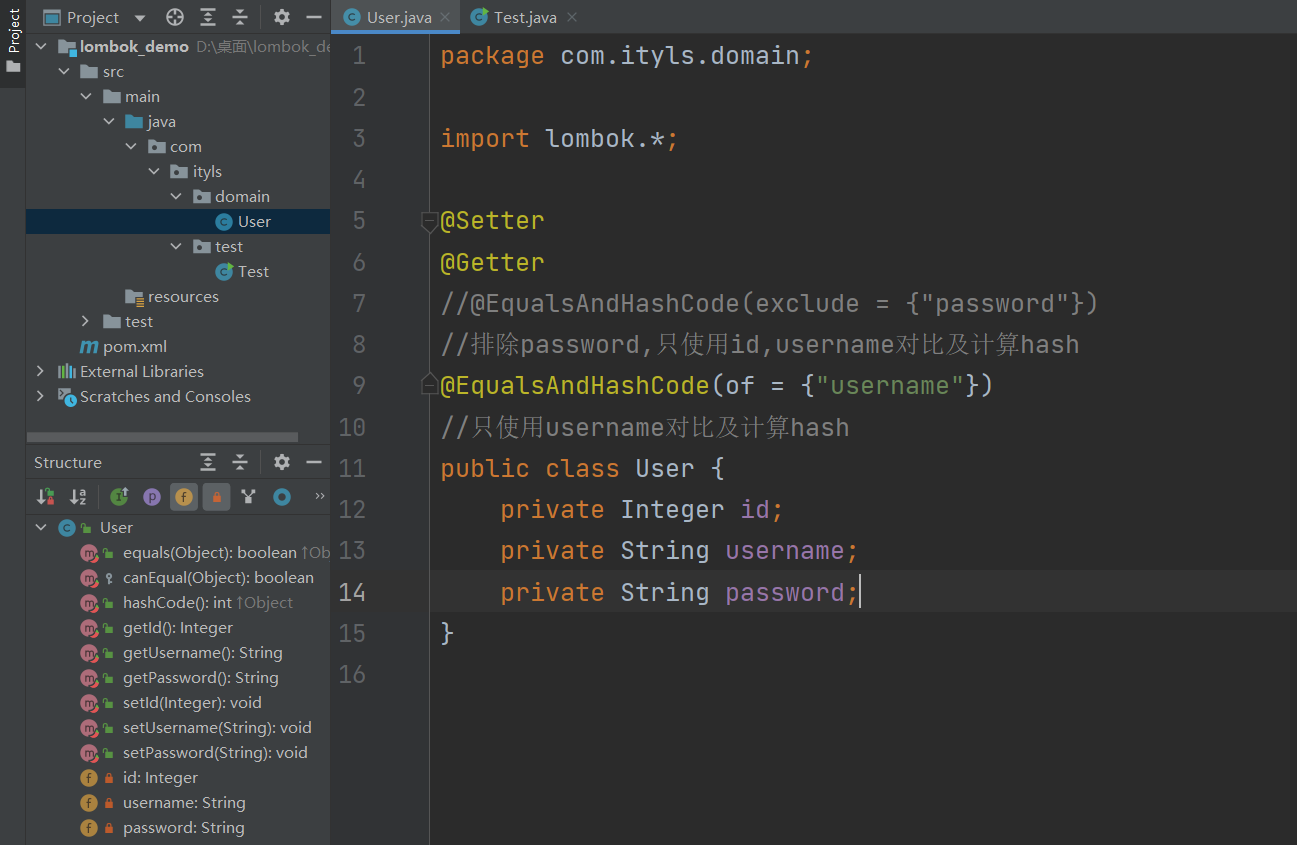 Project
Project
lombok_demo D:\桌面\lombok_de
src
main
java
com
ityls
domain
User
test
Test
resources
test
pom.xml
External Libraries
Scratches and Consoles
Structure
User
equals(Object): boolean ↑Ob
canEqual(Object): boolean
hashCode(): int ↑Object
getId(): Integer
getUsername(): String
getPassword(): String
setId(Integer): void
setUsername(String): void
setPassword(String): void
id: Integer
username: String
password: String
User.java
Test.java
1 package com.ityls.domain;
2
3 import lombok.*;
4
5 @Setter
6 @Getter
7 //@EqualsAndHashCode(exclude = {"password"})
8 //排除password,只使用id,username对比及计算hash
9 @EqualsAndHashCode(of = {"username"})
10 //只使用username对比及计算hash
11 public class User {
12 private Integer id;
13 private String username;
14 private String password;
15 }
16